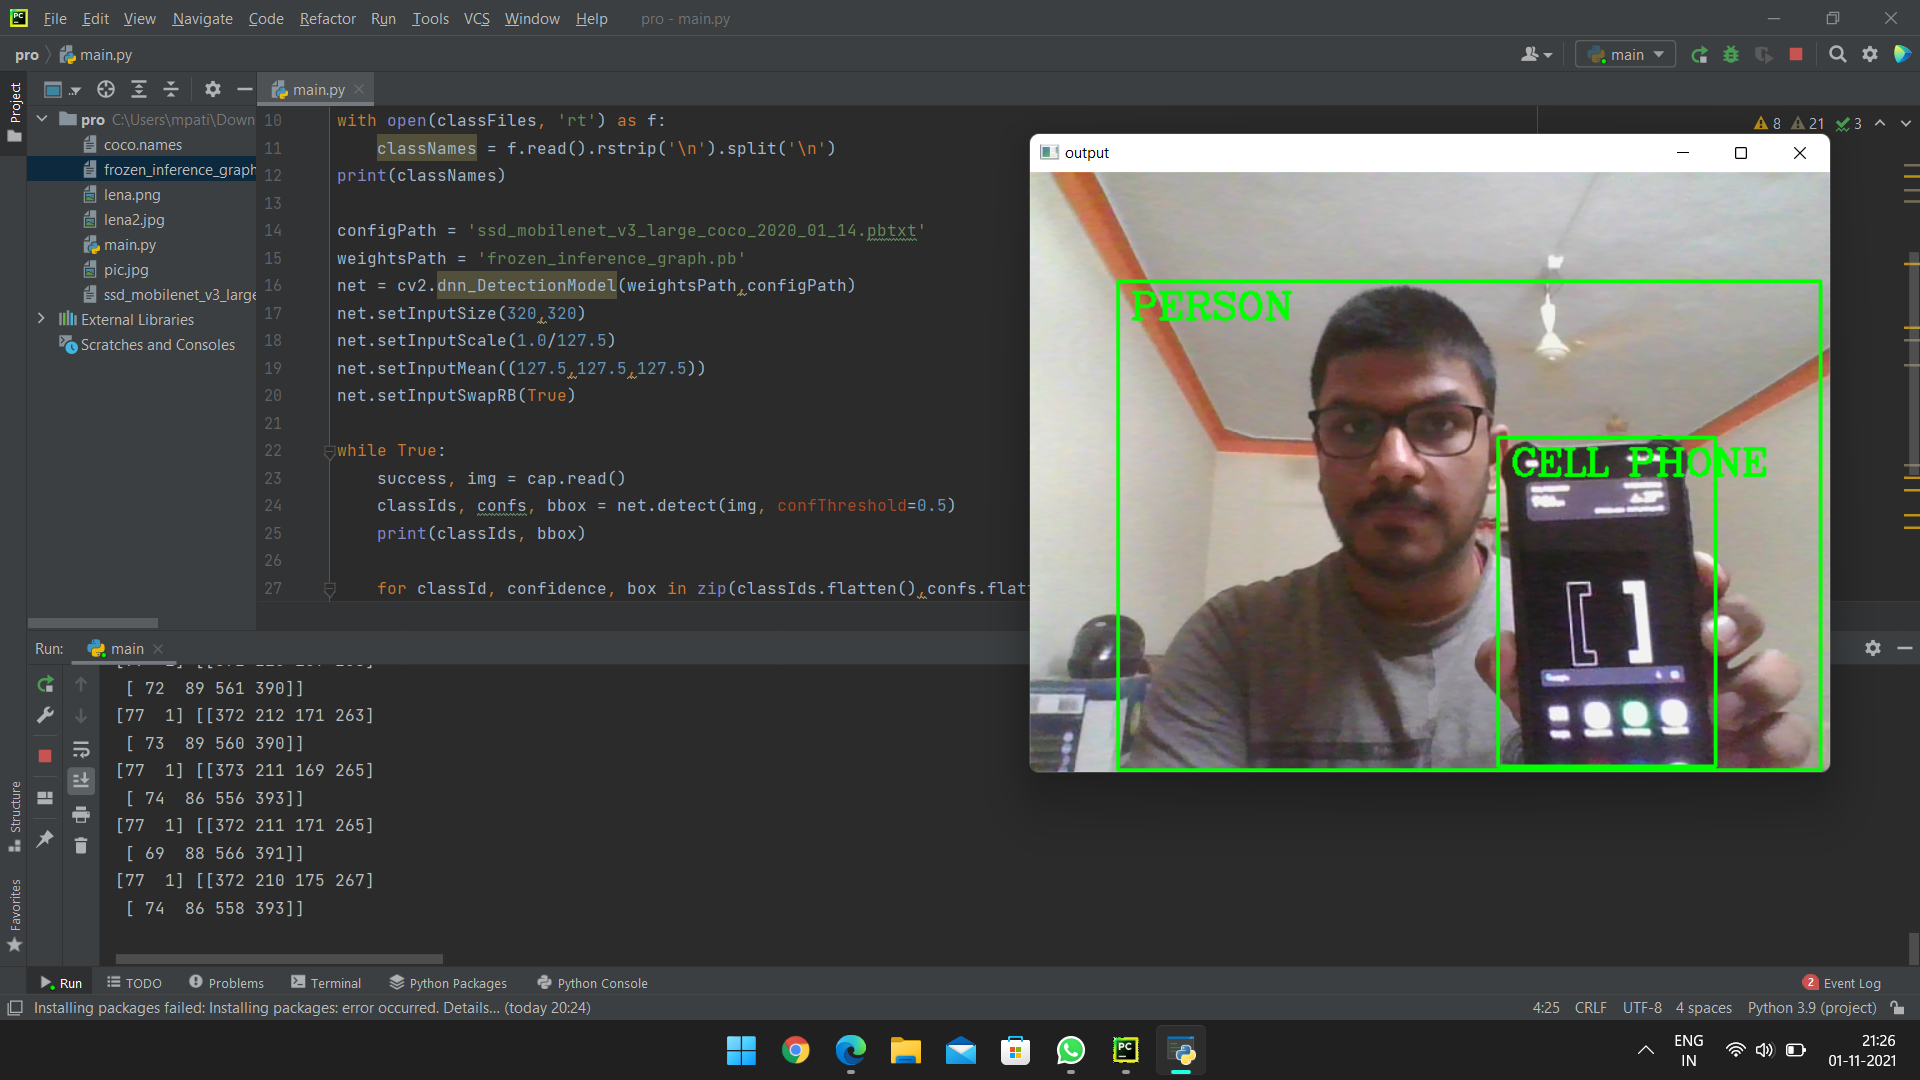 File Edit View Navigate Code Refactor Run Tools VCS Window Help pro - main.py
pro main.py
main
Project
main.py
pro C:\Users\mpati\Down
coco.names
frozen_inference_graph
lena.png
lena2.jpg
main.py
pic.jpg
ssd_mobilenet_v3_large
External Libraries
Scratches and Consoles
8 21 3
10 with open(classFiles, 'rt') as f:
11 classNames = f.read().rstrip('\n').split('\n')
12 print(classNames)
13
14 configPath = 'ssd_mobilenet_v3_large_coco_2020_01_14.pbtxt'
15 weightsPath = 'frozen_inference_graph.pb'
16 net = cv2.dnn_DetectionModel(weightsPath,configPath)
17 net.setInputSize(320,320)
18 net.setInputScale(1.0/127.5)
19 net.setInputMean((127.5,127.5,127.5))
20 net.setInputSwapRB(True)
21
22 while True:
23 success, img = cap.read()
24 classIds, confs, bbox = net.detect(img, confThreshold=0.5)
25 print(classIds, bbox)
26
27 for classId, confidence, box in zip(classIds.flatten(),confs.flatt
output
PERSON
CELL PHONE
Google
Run: main
[ 72 89 561 390]]
[77 1] [[372 212 171 263]
[ 73 89 560 390]]
[77 1] [[373 211 169 265]
[ 74 86 556 393]]
[77 1] [[372 211 171 265]
[ 69 88 566 391]]
[77 1] [[372 210 175 267]
[ 74 86 558 393]]
Structure
Favorites
Run TODO Problems Terminal Python Packages Python Console 2 Event Log
Installing packages failed: Installing packages: error occurred. Details... (today 20:24) 4:25 CRLF UTF-8 4 spaces Python 3.9 (project)
ENG
IN
21:26
01-11-2021